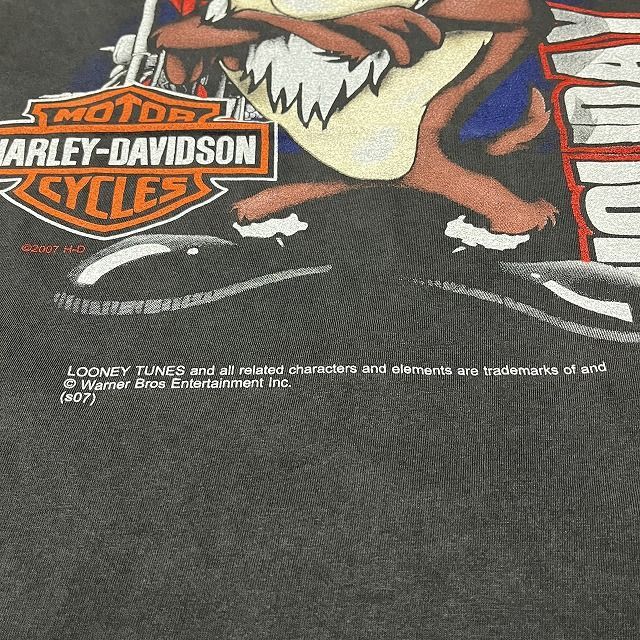 MOTOR
HARLEY-DAVIDSON
CYCLES
©2007 H-D
LOONEY TUNES and all related characters and elements are trademarks of and
© Warner Bros Entertainment Inc.
(s07)